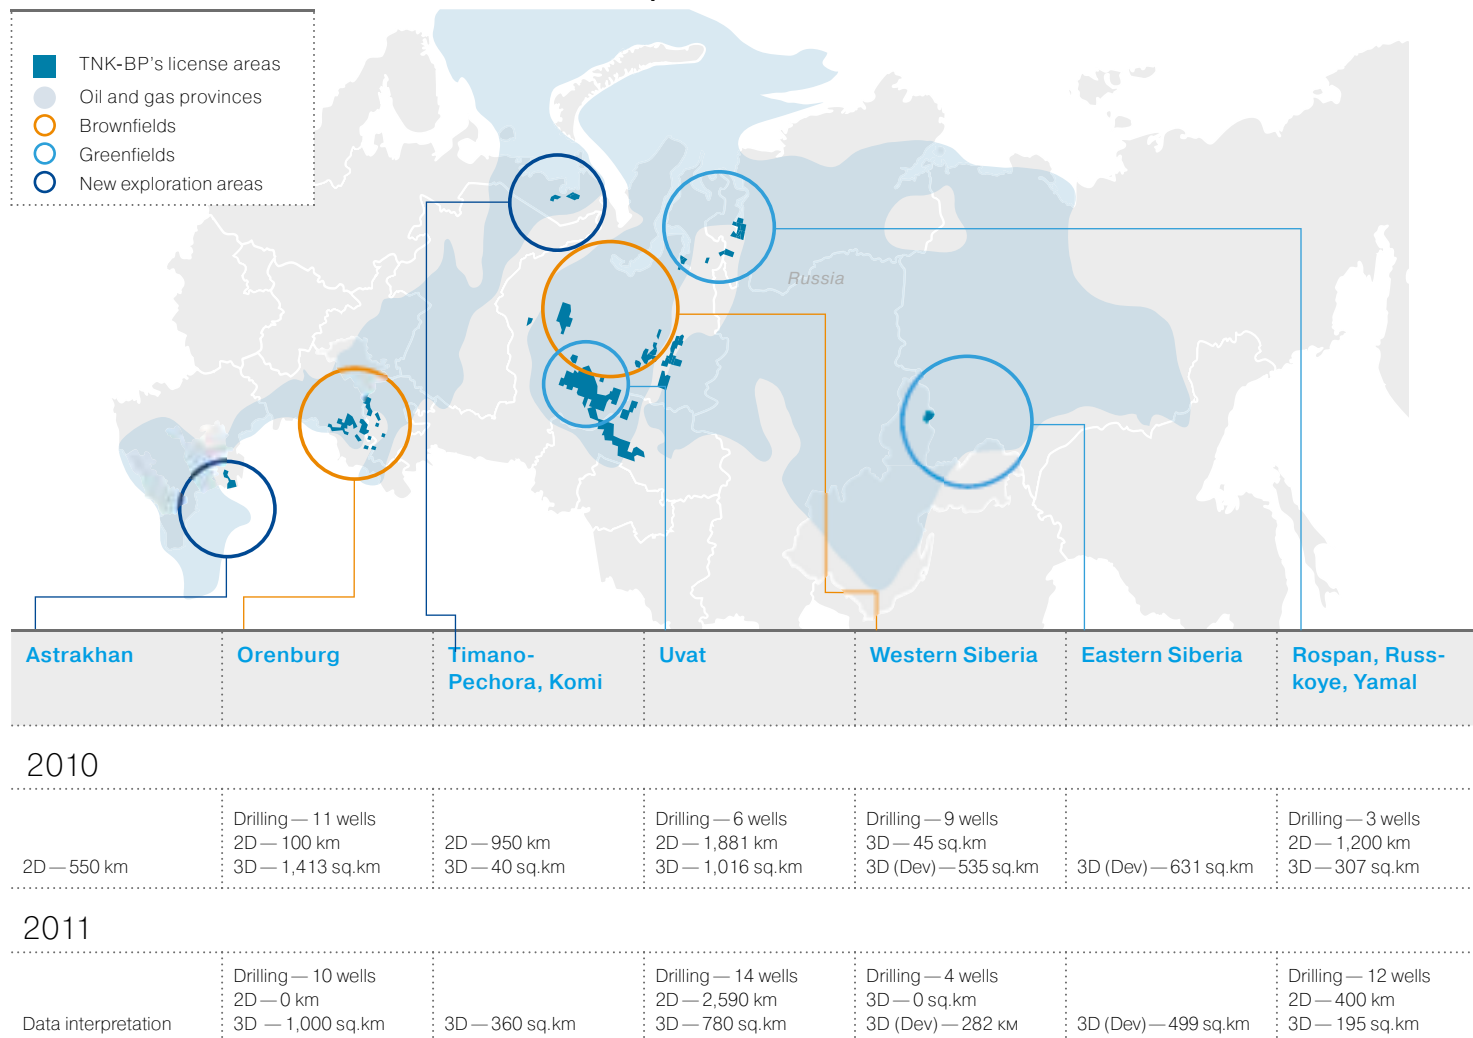 TNK-BP's license areas
Oil and gas provinces
Brownfields
Greenfields
New exploration areas
Russia
Astrakhan
Orenburg
Timano-
Pechora, Komi
Uvat
Western Siberia
Eastern Siberia
Rospan, Russ-
koye, Yamal
2010
2D — 550 km
Drilling — 11 wells
2D — 100 km
3D — 1,413 sq.km
2D — 950 km
3D — 40 sq.km
Drilling — 6 wells
2D — 1,881 km
3D — 1,016 sq.km
Drilling — 9 wells
3D — 45 sq.km
3D (Dev) — 535 sq.km
3D (Dev) — 631 sq.km
Drilling — 3 wells
2D — 1,200 km
3D — 307 sq.km
2011
Data interpretation
Drilling — 10 wells
2D — 0 km
3D — 1,000 sq.km
3D — 360 sq.km
Drilling — 14 wells
2D — 2,590 km
3D — 780 sq.km
Drilling — 4 wells
3D — 0 sq.km
3D (Dev) — 282 км
3D (Dev) — 499 sq.km
Drilling — 12 wells
2D — 400 km
3D — 195 sq.km